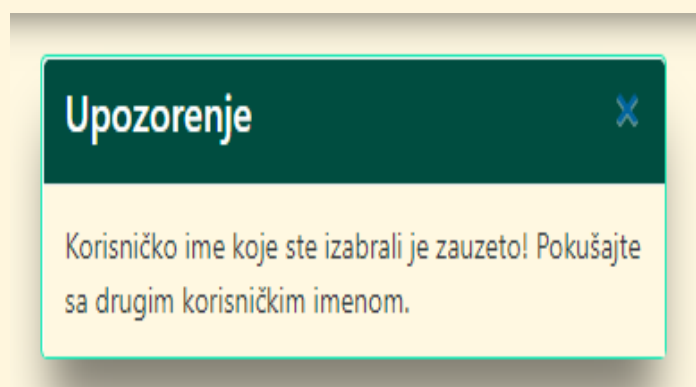 Upozorenje
Korisničko ime koje ste izabrali je zauzeto! Pokušajte
sa drugim korisničkim imenom.